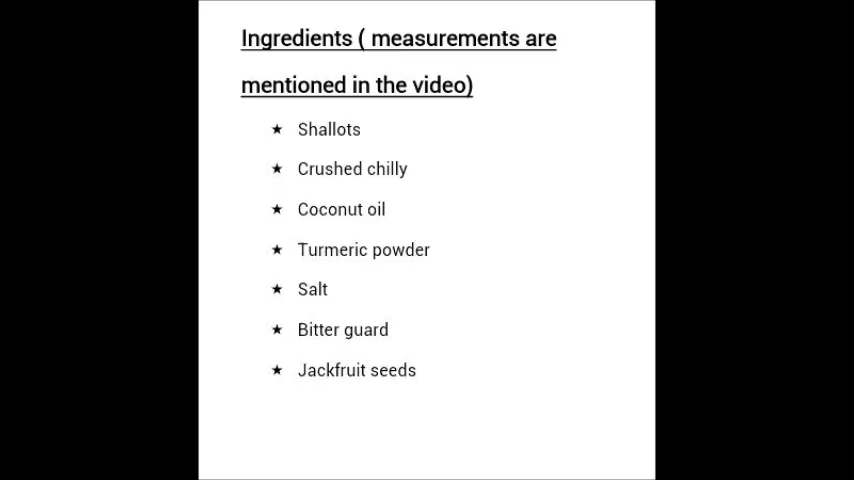 Ingredients ( measurements are
mentioned in the video)
★ Shallots
★ Crushed chilly
★ Coconut oil
★ Turmeric powder
★ Salt
★ Bitter guard
★ Jackfruit seeds